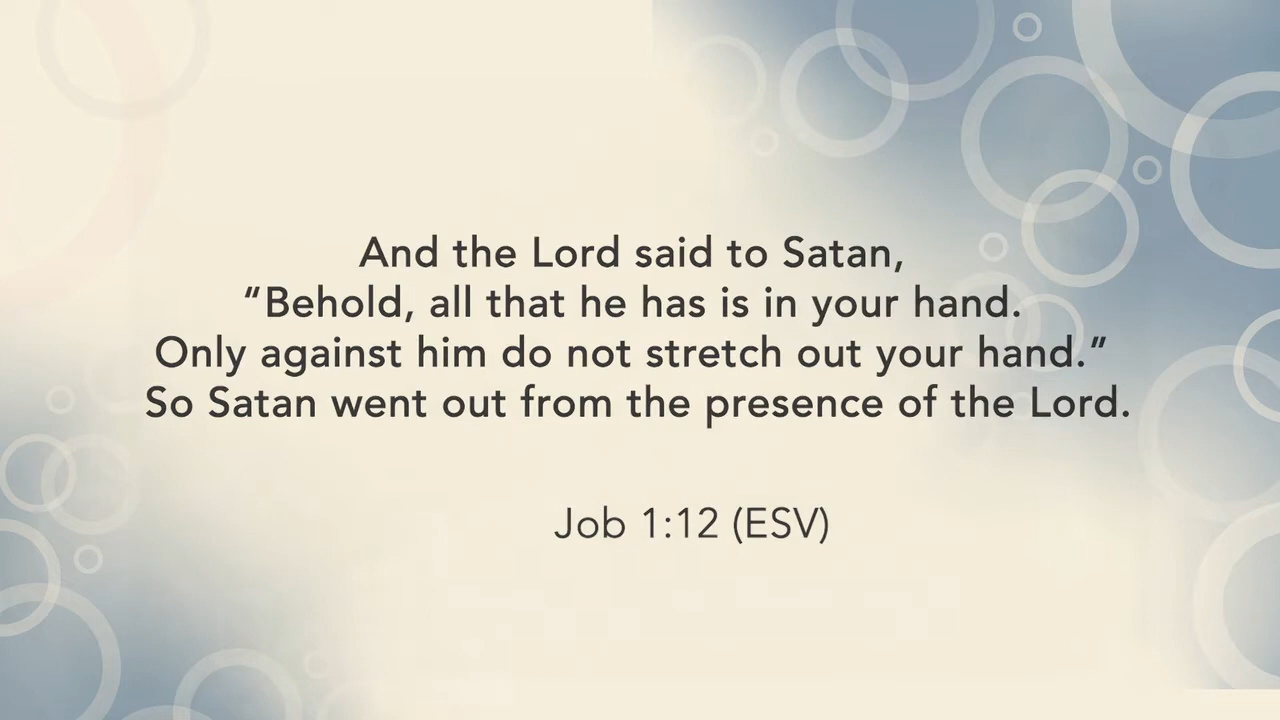 And the Lord said to Satan,
“Behold, all that he has is in your hand.
Only against him do not stretch out your hand.”
So Satan went out from the presence of the Lord.
Job 1:12 (ESV)